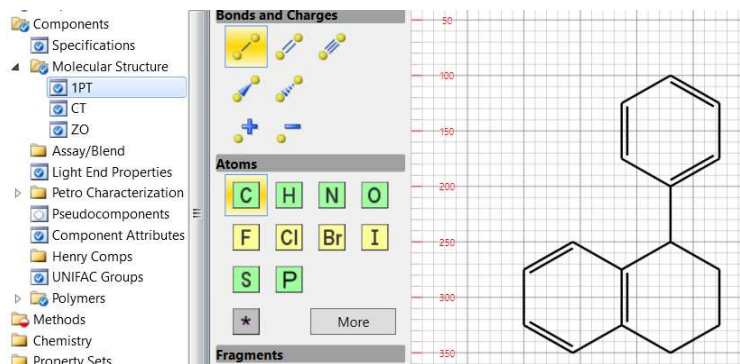 Components
Specifications
Molecular Structure
1PT
CT
ZO
Assay/Blend
Light End Properties
Petro Characterization
Pseudocomponents
Component Attributes
Henry Comps
UNIFAC Groups
Polymers
Methods
Chemistry
Property Sets
Bonds and Charges
Atoms
C H N O
F Cl Br I
S P
* More
Fragments
50
100
150
200
250
300
350